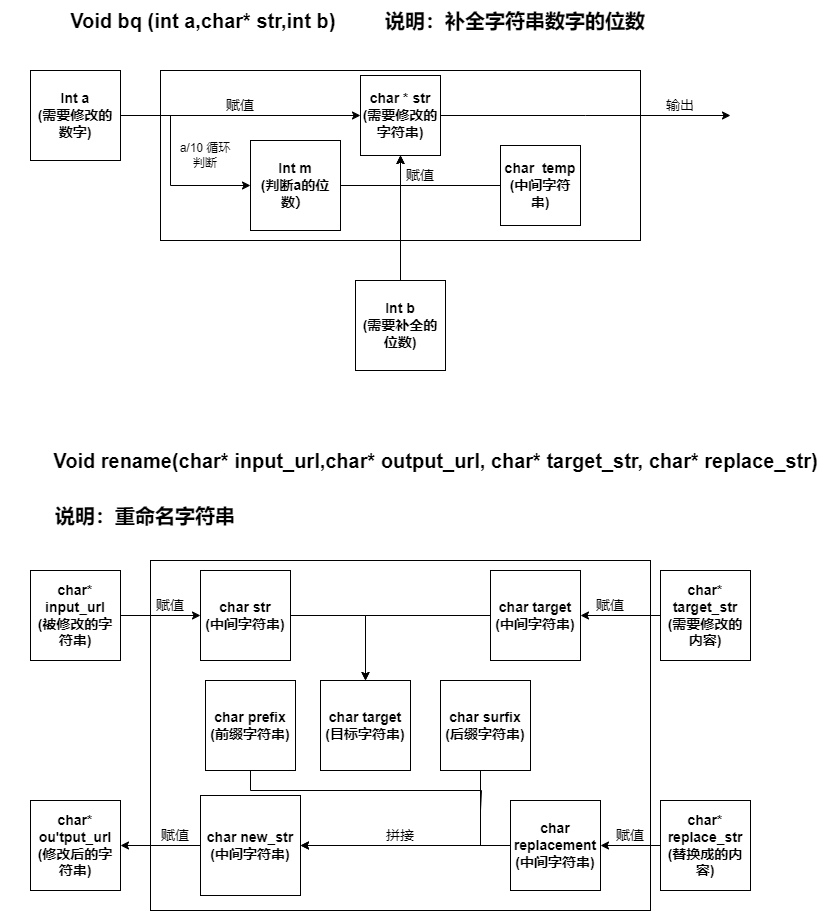 Void bq (int a,char* str,int b) 说明：补全字符串数字的位数
Int a
(需要修改的
数字)
赋值
char * str
(需要修改的
字符串)
输出
a/10 循环
判断
Int m
(判断a的位
数）
赋值
char temp
(中间字符
串)
Int b
(需要补全的
位数)
Void rename(char* input_url,char* output_url, char* target_str, char* replace_str)
说明：重命名字符串
char*
input_url
(被修改的字
符串)
赋值
char str
(中间字符串)
char target
(中间字符串)
赋值
char*
target_str
(需要修改的
内容)
char prefix
(前缀字符串)
char target
(目标字符串)
char surfix
(后缀字符串)
char*
ou'tput_url
(修改后的字
符串)
赋值
char new_str
(中间字符串)
拼接
char
replacement
(中间字符串)
赋值
char*
replace_str
(替换成的内
容)